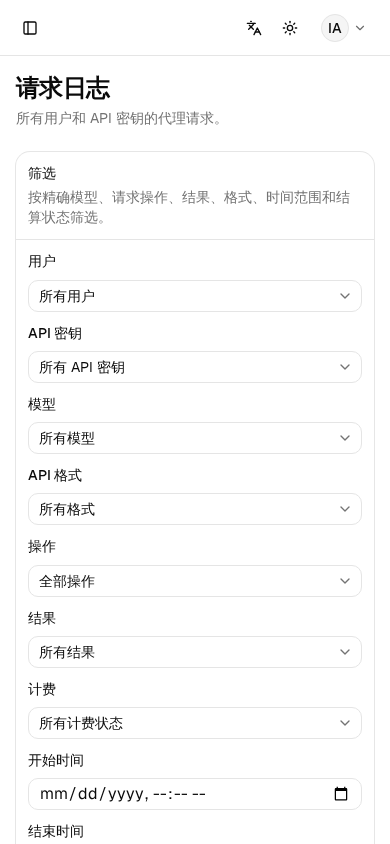 IA
请求日志
所有用户和 API 密钥的代理请求。
筛选
按精确模型、请求操作、结果、格式、时间范围和结
算状态筛选。
用户
所有用户
API 密钥
所有 API 密钥
模型
所有模型
API 格式
所有格式
操作
全部操作
结果
所有结果
计费
所有计费状态
开始时间
mm/dd/yyyy, --:-- --
结束时间